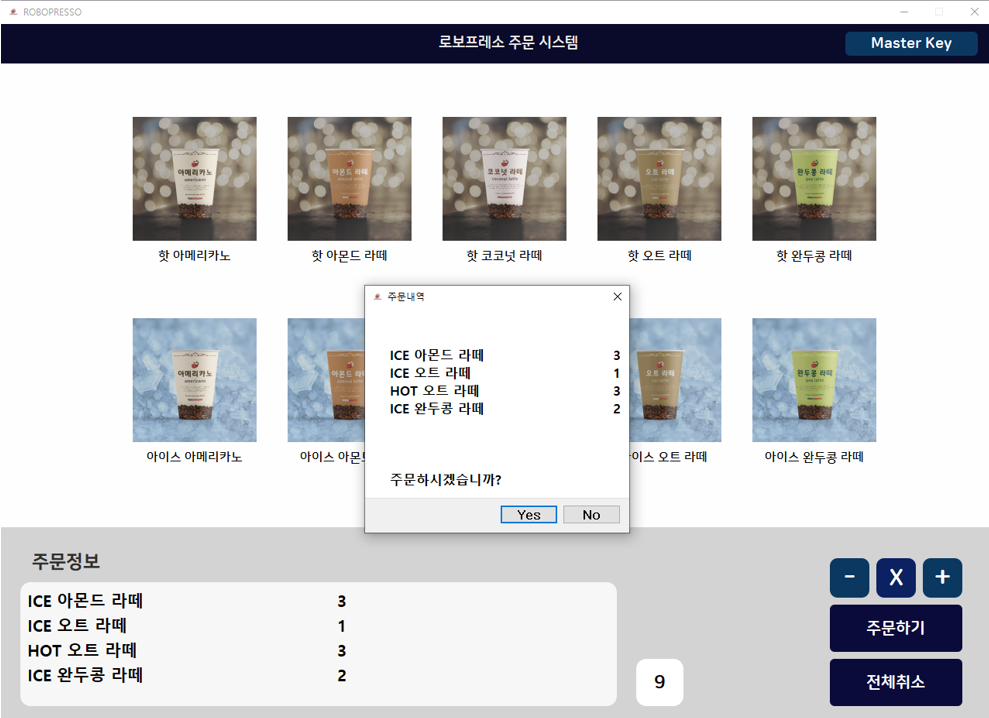 ROBOPRESSO
로보프레소 주문 시스템
Master Key
아메리카노
americano
아몬드 라떼
almond latte
코코넛 라떼
coconut latte
오트 라떼
oat latte
완두콩 라떼
핫 아메리카노
핫 아몬드 라떼
핫 코코넛 라떼
핫 오트 라떼
핫 완두콩 라떼
아메리카노
americano
아몬드 라
오트 라떼
oat latte
완두콩 라떼
아이스 아메리카노
아이스 아몬
이스 오트 라떼
아이스 완두콩 라떼
주문내역
ICE 아몬드 라떼 3
ICE 오트 라떼 1
HOT 오트 라떼 3
ICE 완두콩 라떼 2
주문하시겠습니까?
Yes No
주문정보
ICE 아몬드 라떼 3
ICE 오트 라떼 1
HOT 오트 라떼 3
ICE 완두콩 라떼 2
9
- X +
주문하기
전체취소